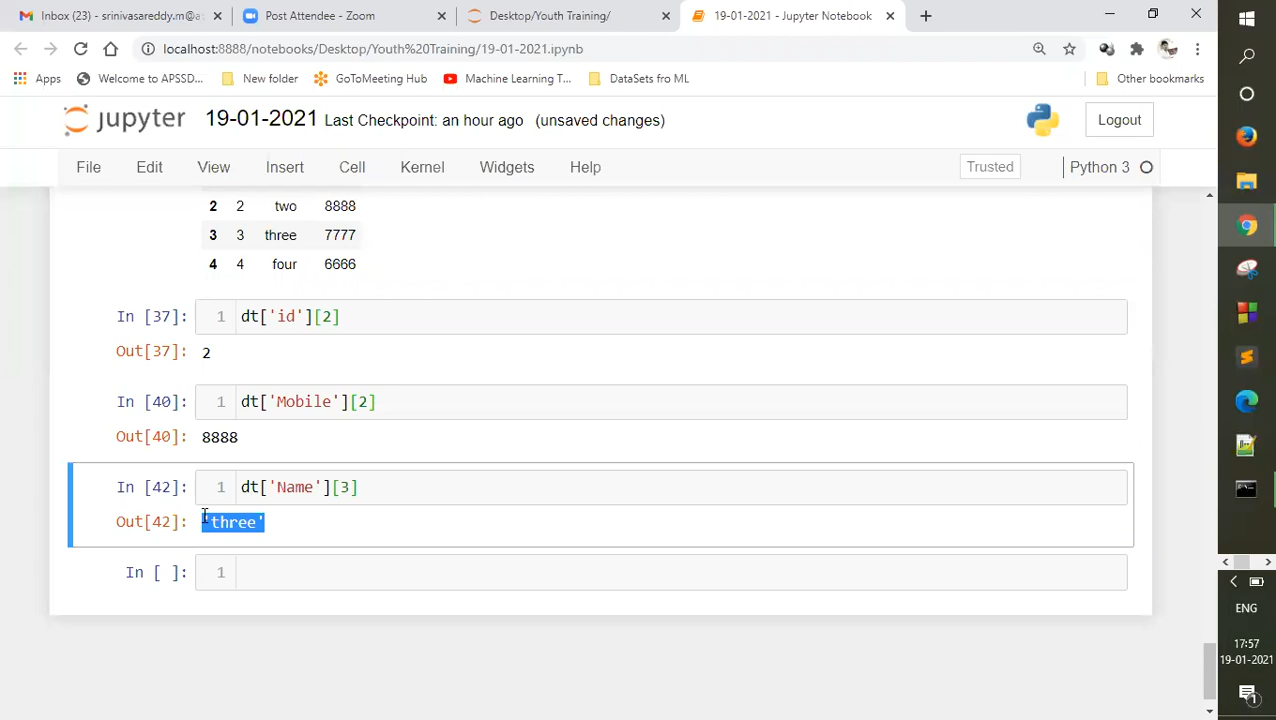 Inbox (23) - srinivasareddy.m@a
Post Attendee - Zoom
Desktop/Youth Training/
19-01-2021 - Jupyter Notebook
localhost:8888/notebooks/Desktop/Youth%20Training/19-01-2021.ipynb
Apps
Welcome to APSSD...
New folder
GoToMeeting Hub
Machine Learning T...
DataSets fro ML
Other bookmarks
jupyter 19-01-2021 Last Checkpoint: an hour ago (unsaved changes)
Logout
File Edit View Insert Cell Kernel Widgets Help
Trusted
Python 3
2 2 two 8888
3 3 three 7777
4 4 four 6666
In [37]: 1 dt['id'][2]
Out[37]: 2
In [40]: 1 dt['Mobile'][2]
Out[40]: 8888
In [42]: 1 dt['Name'][3]
Out[42]: 'three'
In [ ]: 1
ENG
17:57
19-01-2021
1